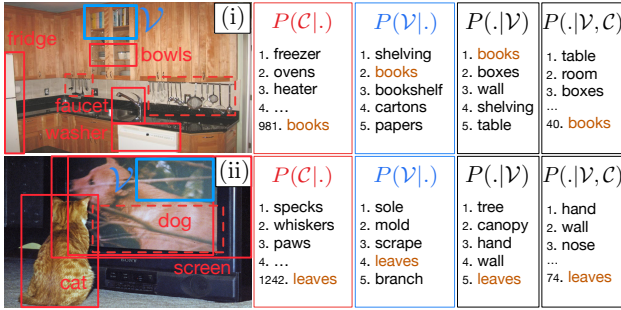 (i)
𝒱
fridge
bowls
faucet
washer
P(C|.)
1. freezer
2. ovens
3. heater
4. ...
981. books
P(V|.)
1. shelving
2. books
3. bookshelf
4. cartons
5. papers
P(.|V)
1. books
2. boxes
3. wall
4. shelving
5. table
P(.|V,C)
1. table
2. room
3. boxes
...
40. books
(ii)
𝒱
dog
screen
cat
P(C|.)
1. specks
2. whiskers
3. paws
4. ...
1242. leaves
P(V|.)
1. sole
2. mold
3. scrape
4. leaves
5. branch
P(.|V)
1. tree
2. canopy
3. hand
4. wall
5. leaves
P(.|V,C)
1. hand
2. wall
3. nose
...
74. leaves